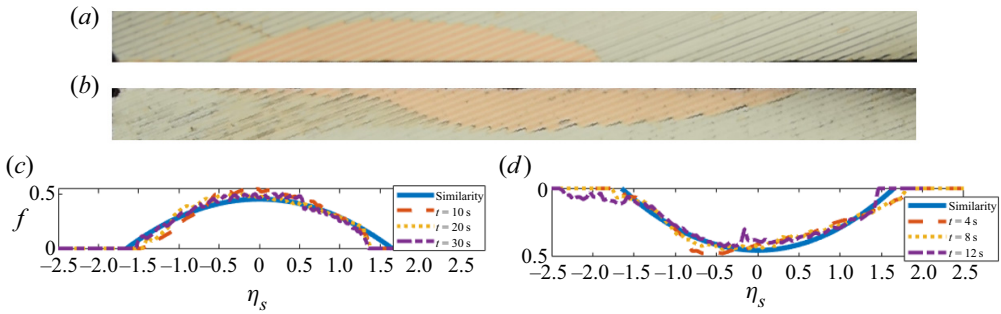 (a)
(b)
(c)
(d)
0.5
f
0
Similarity
t = 10 s
t = 20 s
t = 30 s
−2.5 −2.0 −1.5 −1.0 −0.5 0 0.5 1.0 1.5 2.0 2.5
ηs
0
0.5
Similarity
t = 4 s
t = 8 s
t = 12 s
−2.5 −2.0 −1.5 −1.0 −0.5 0 0.5 1.0 1.5 2.0 2.5
ηs